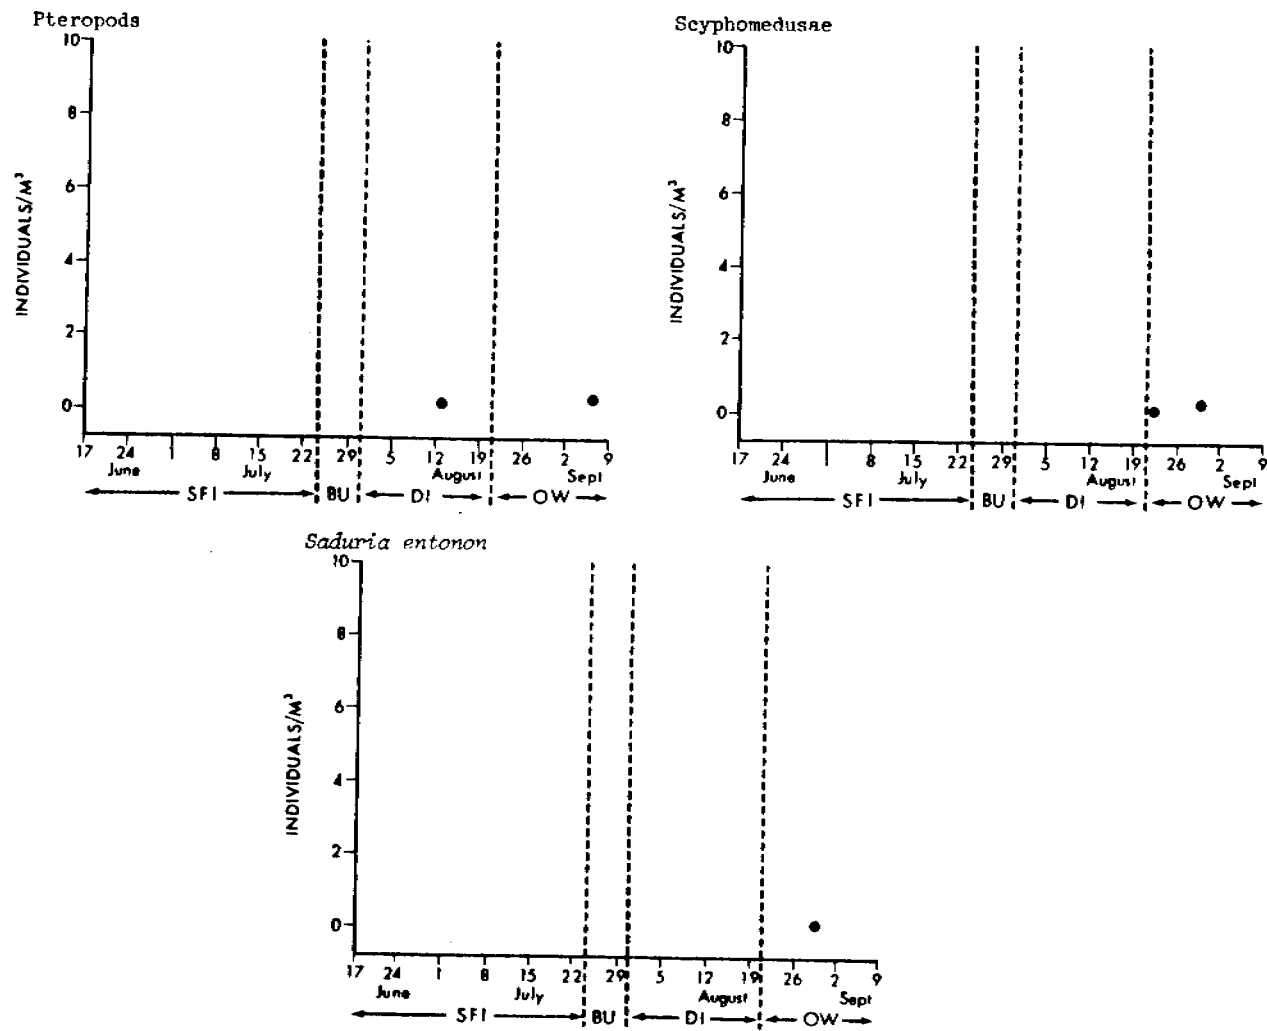 Pteropods
10
8
6
4
2
0
INDIVIDUALS/M³
17 24 1 8 15 22 29 5 12 19 26 2 9
June July August Sept
SFI BU DI OW
Scyphomedusae
10
8
6
4
2
0
INDIVIDUALS/M³
17 24 1 8 15 22 29 5 12 19 26 2 9
June July August Sept
SFI BU DI OW
Saduria entonon
10
8
6
4
2
0
INDIVIDUALS/M³
17 24 1 8 15 22 29 5 12 19 26 2 9
June July August Sept
SFI BU DI OW